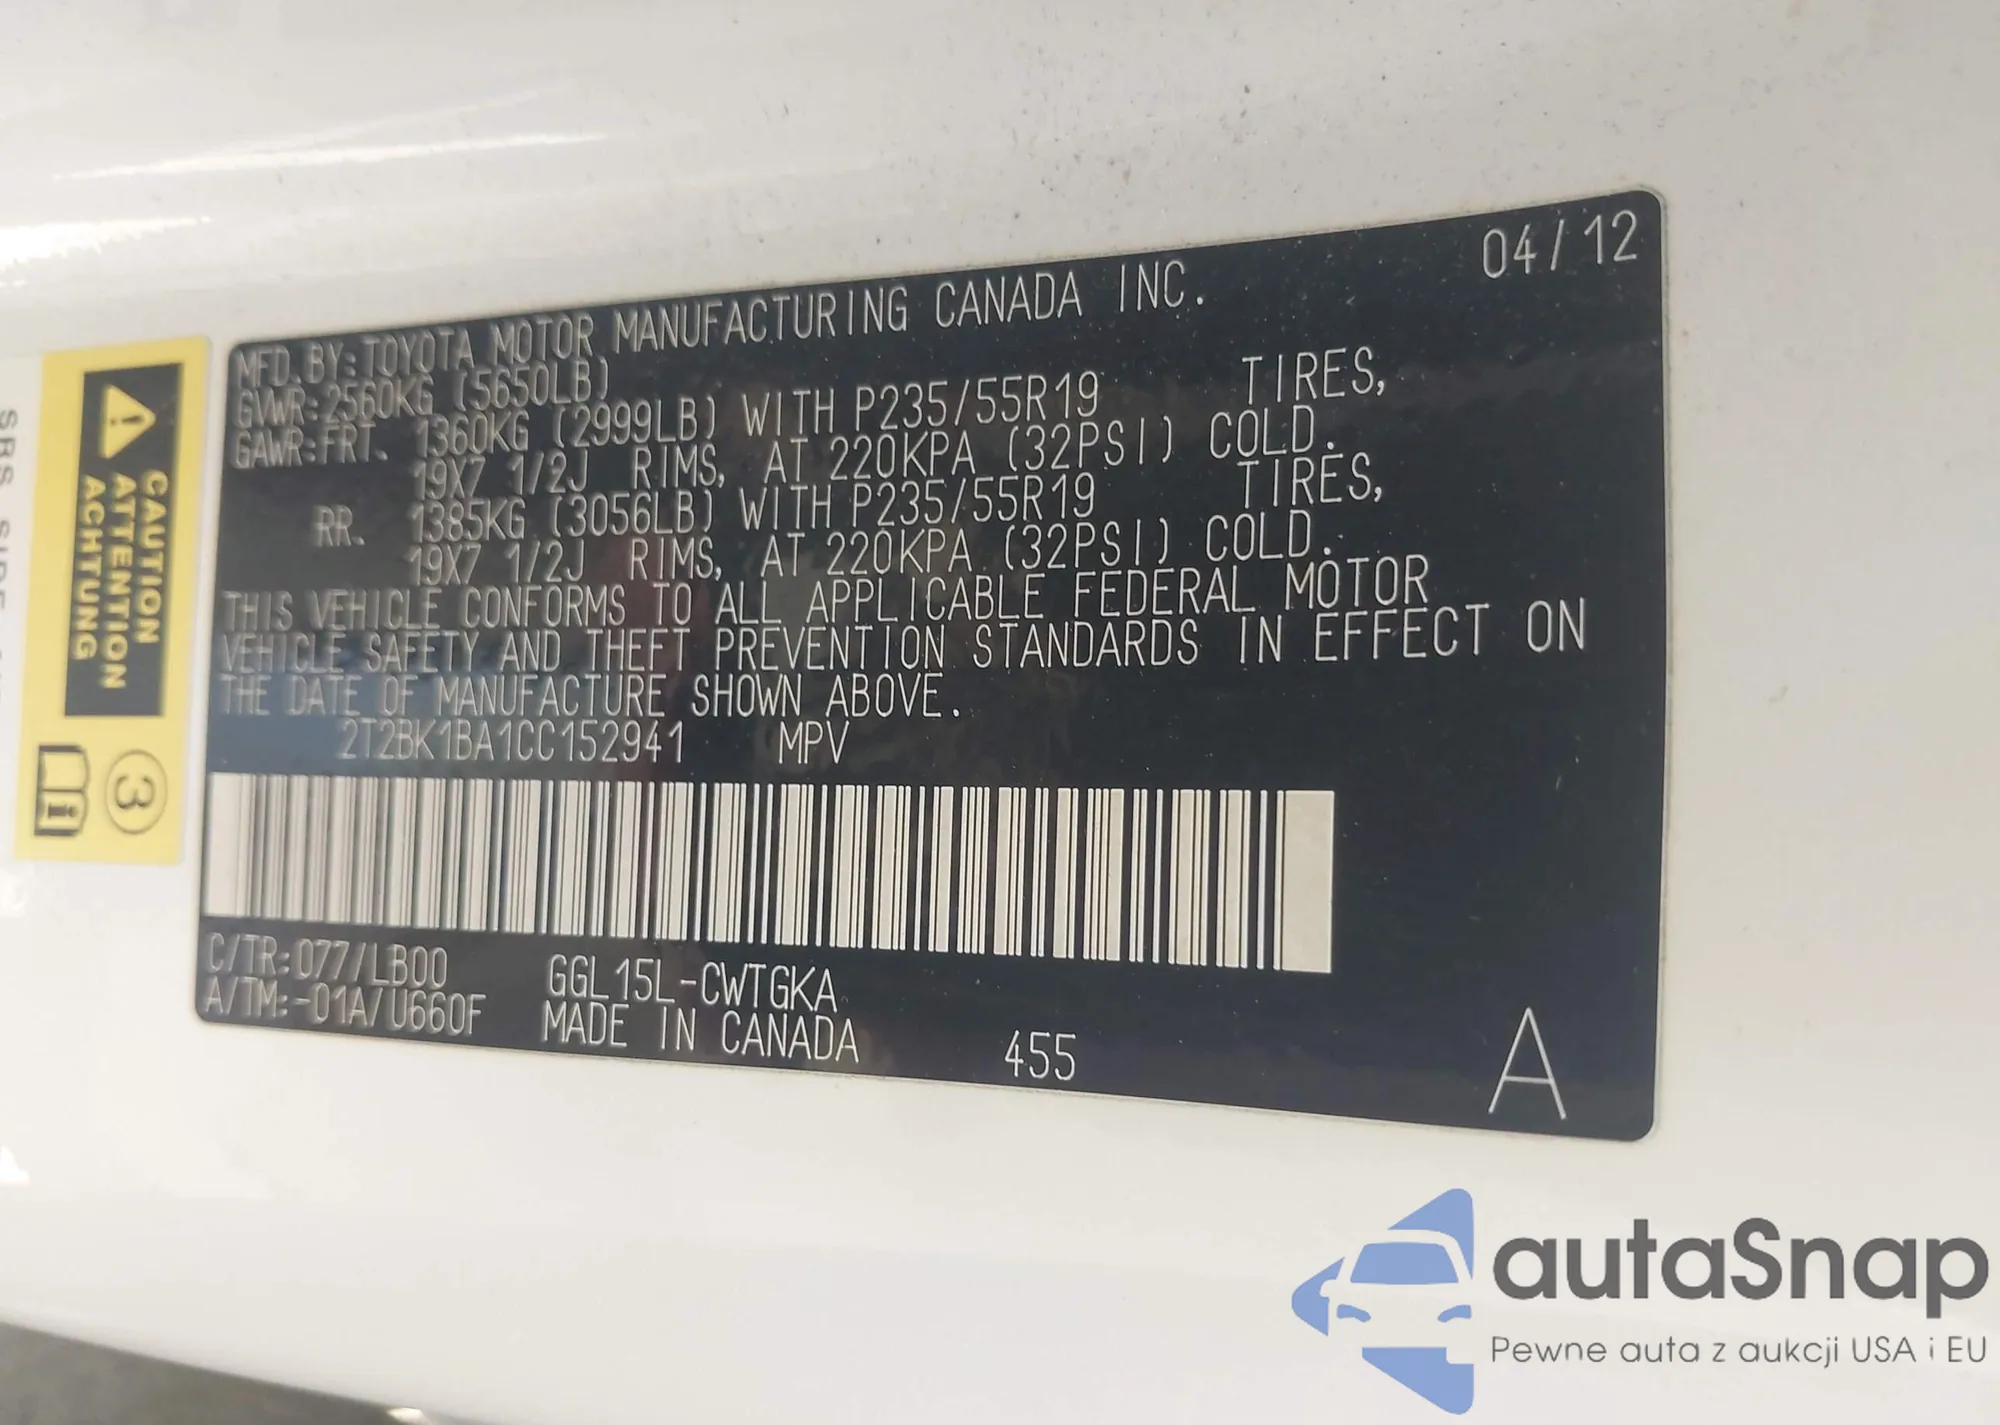 04/12
MFD. BY: TOYOTA MOTOR MANUFACTURING CANADA INC.
GVWR: 2560KG (5650LB)
GAWR: FRT. 1360KG (2999LB) WITH P235/55R19 TIRES,
19X7 1/2J RIMS, AT 220KPA (32PSI) COLD.
RR. 1385KG (3056LB) WITH P235/55R19 TIRES,
19X7 1/2J RIMS, AT 220KPA (32PSI) COLD.
THIS VEHICLE CONFORMS TO ALL APPLICABLE FEDERAL MOTOR
VEHICLE SAFETY AND THEFT PREVENTION STANDARDS IN EFFECT ON
THE DATE OF MANUFACTURE SHOWN ABOVE.
2T2BK1BA1CC152941 MPV
C/TR: 077/LB00 GGL15L-CWTGKA
A/TM: -01A/U660F MADE IN CANADA 455
A
CAUTION
ATTENTION
ACHTUNG
3
SRS SIDE
autaSnap
Pewne auta z aukcji USA i EU